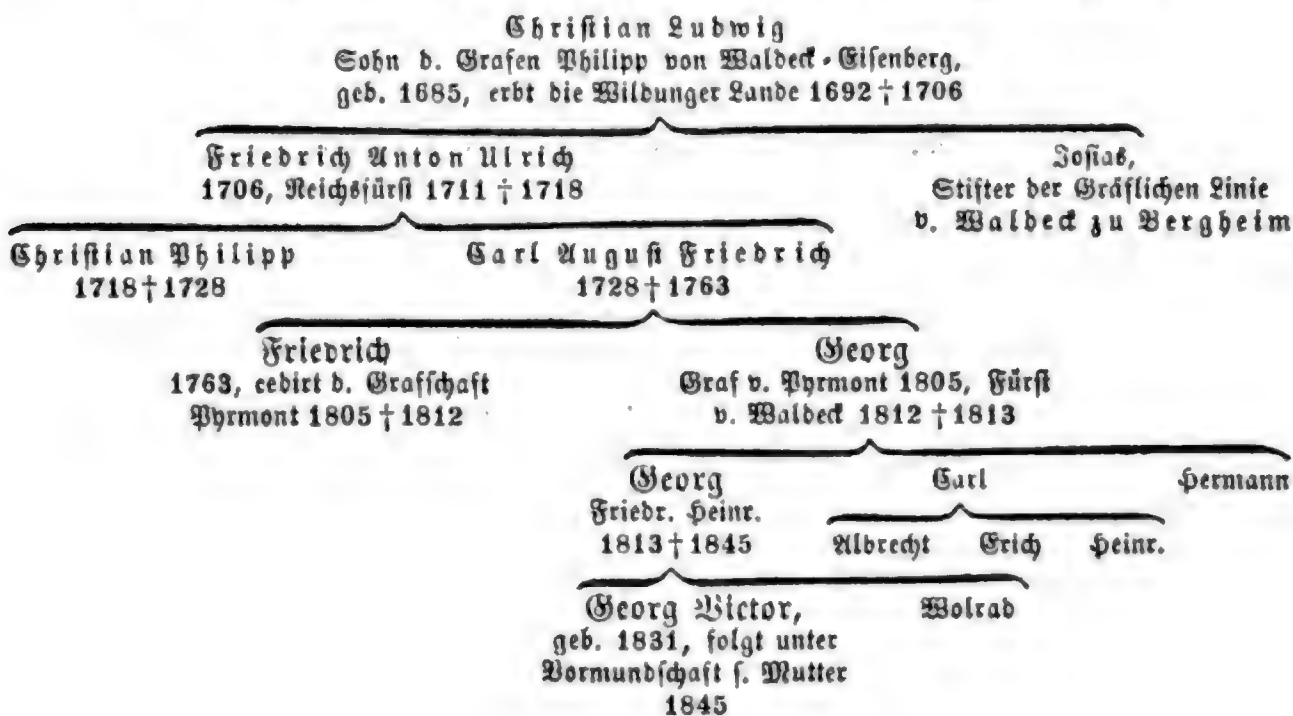 Christian Ludwig
Sohn d. Grafen Philipp von Waldeck-Eisenberg,
geb. 1685, erbt die Wildunger Lande 1692 † 1706
Friedrich Anton Ulrich
1706, Reichsfürst 1711 † 1718
Josias,
Stifter der Gräflichen Linie
v. Waldeck zu Bergheim
Christian Philipp
1718 † 1728
Carl August Friedrich
1728 † 1763
Friedrich
1763, cedirt d. Grafschaft
Pyrmont 1805 † 1812
Georg
Graf v. Pyrmont 1805, Fürst
v. Waldeck 1812 † 1813
Georg
Friedr. Heinr.
1813 † 1845
Carl
Hermann
Albrecht Erich Heinr.
Georg Victor,
geb. 1831, folgt unter
Vormundschaft s. Mutter
1845
Wolrad